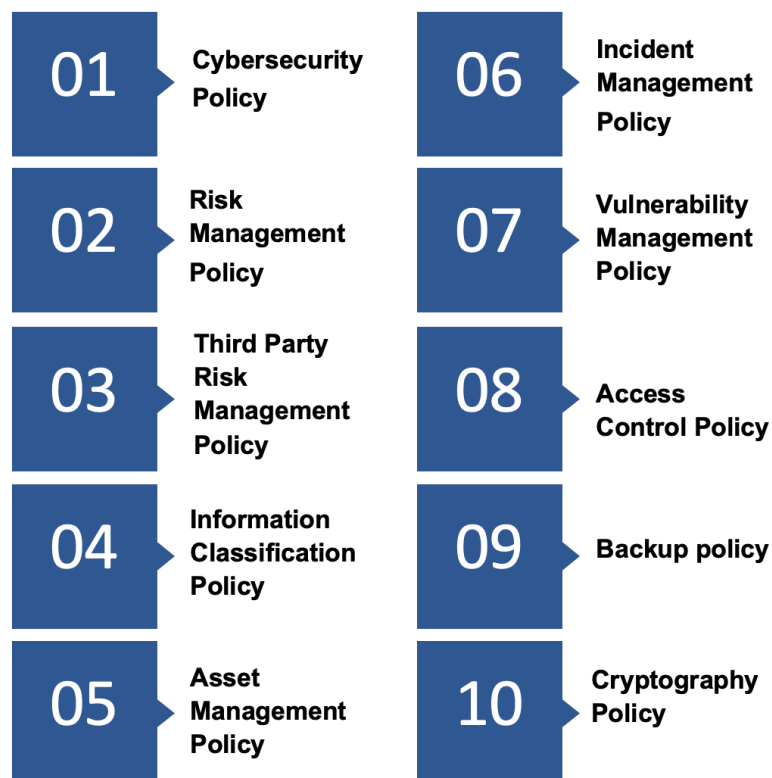 01
Cybersecurity
Policy
02
Risk
Management
Policy
03
Third Party
Risk
Management
Policy
04
Information
Classification
Policy
05
Asset
Management
Policy
06
Incident
Management
Policy
07
Vulnerability
Management
Policy
08
Access
Control Policy
09
Backup policy
10
Cryptography
Policy